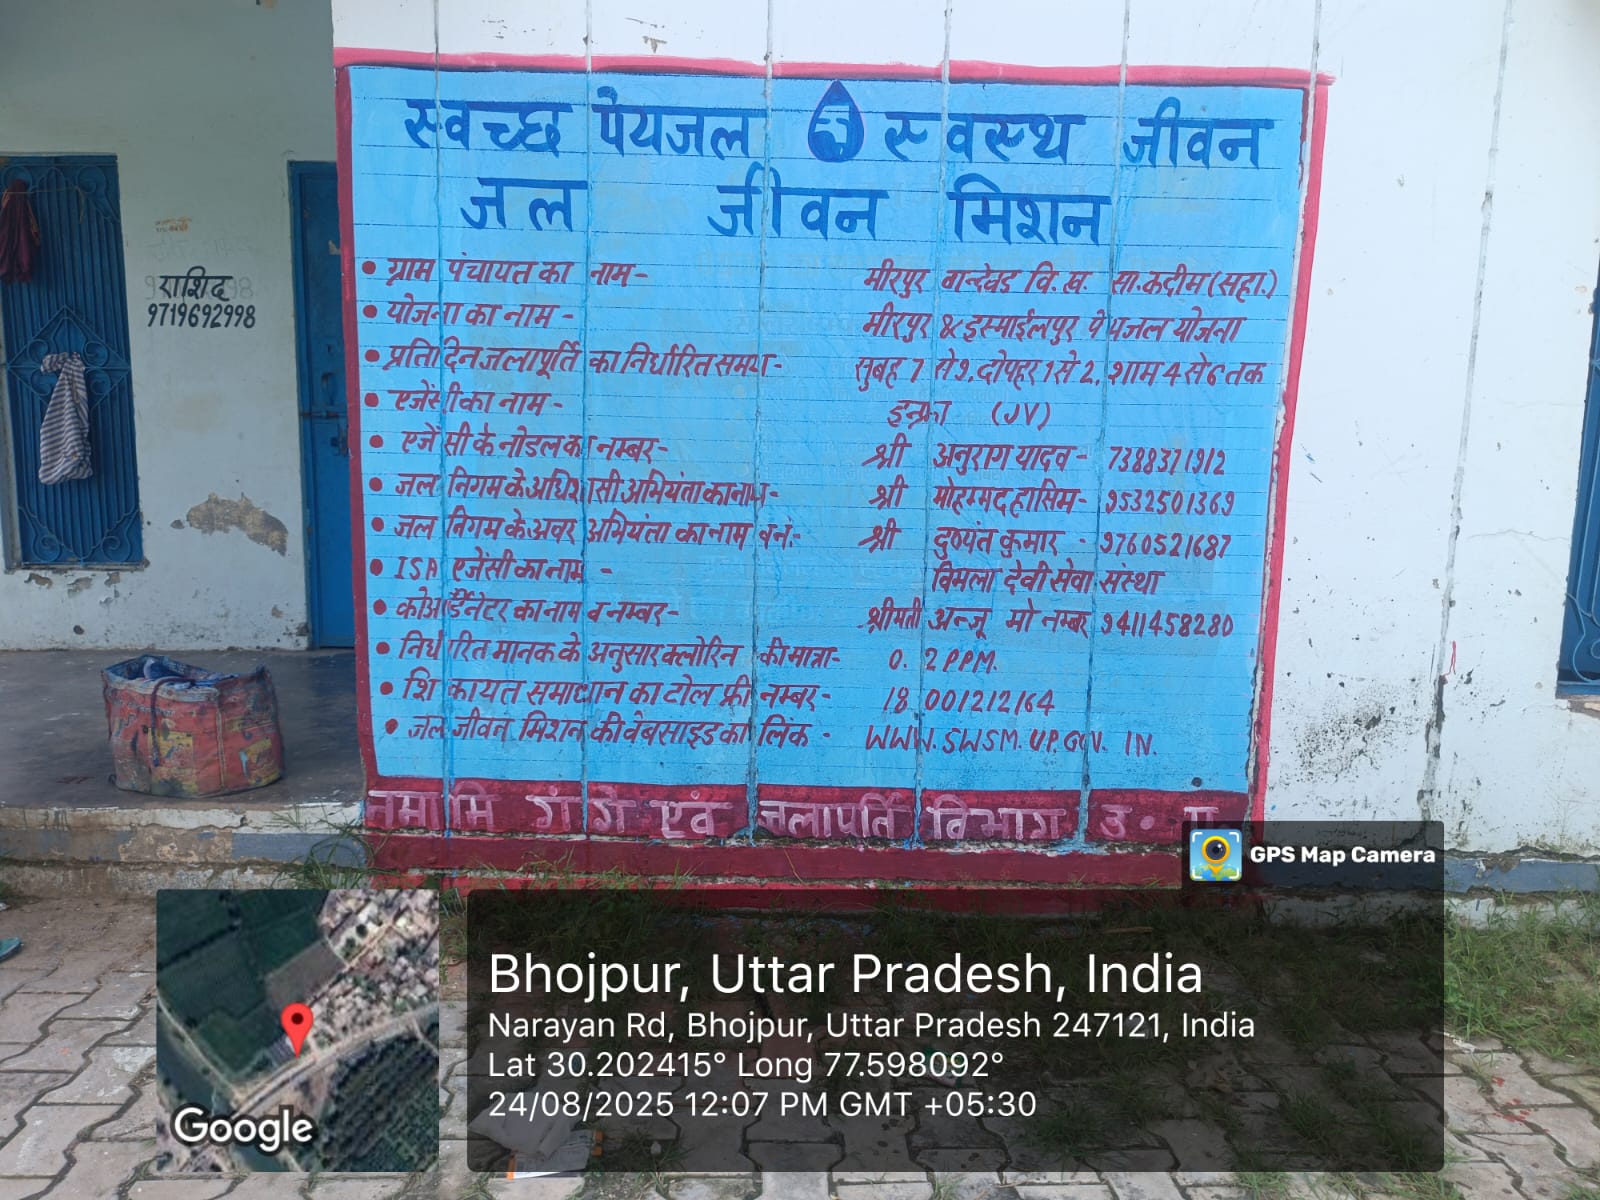 स्वच्छ पेयजल स्वस्थ जीवन
जल जीवन मिशन
• ग्राम पंचायत का नाम- मीरपुर वि. ख. सा. कदीम (सहा.)
• योजना का नाम - मीरपुर & इस्माईलपुर पेयजल योजना
• प्रतिदिन जलापूर्ति का निर्धारित समय- सुबह 7 से 9, दोपहर 1 से 2, शाम 4 से 6 तक
• एजेंसी का नाम - इन्फ्रा (JV)
• एजेंसी के नोडल का नम्बर- श्री अनुराग यादव - 7388371912
• जल निगम के अधिशासी अभियंता का नाम- श्री मोहम्मद हासिम- 9532501369
• जल निगम के अवर अभियंता का नाम व नं:- श्री दुष्यंत कुमार - 9760521687
• ISA एजेंसी का नाम - विमला देवी सेवा संस्था
• कोआर्डिनेटर का नाम व नम्बर- श्रीमती अन्जू मो नम्बर 9411458280
• निर्धारित मानक के अनुसार क्लोरिन की मात्रा- 0.2 PPM.
• शिकायत समाधान का टोल फ्री नम्बर- 18001212164
• जल जीवन मिशन की वेबसाइड का लिंक - WWW.SWSM.UP.GOV.IN.
नमामि गंगे एवं जलापूर्ति विभाग उ. प्र.
राशिद
9719692998
GPS Map Camera
Bhojpur, Uttar Pradesh, India
Narayan Rd, Bhojpur, Uttar Pradesh 247121, India
Lat 30.202415° Long 77.598092°
24/08/2025 12:07 PM GMT +05:30
Google